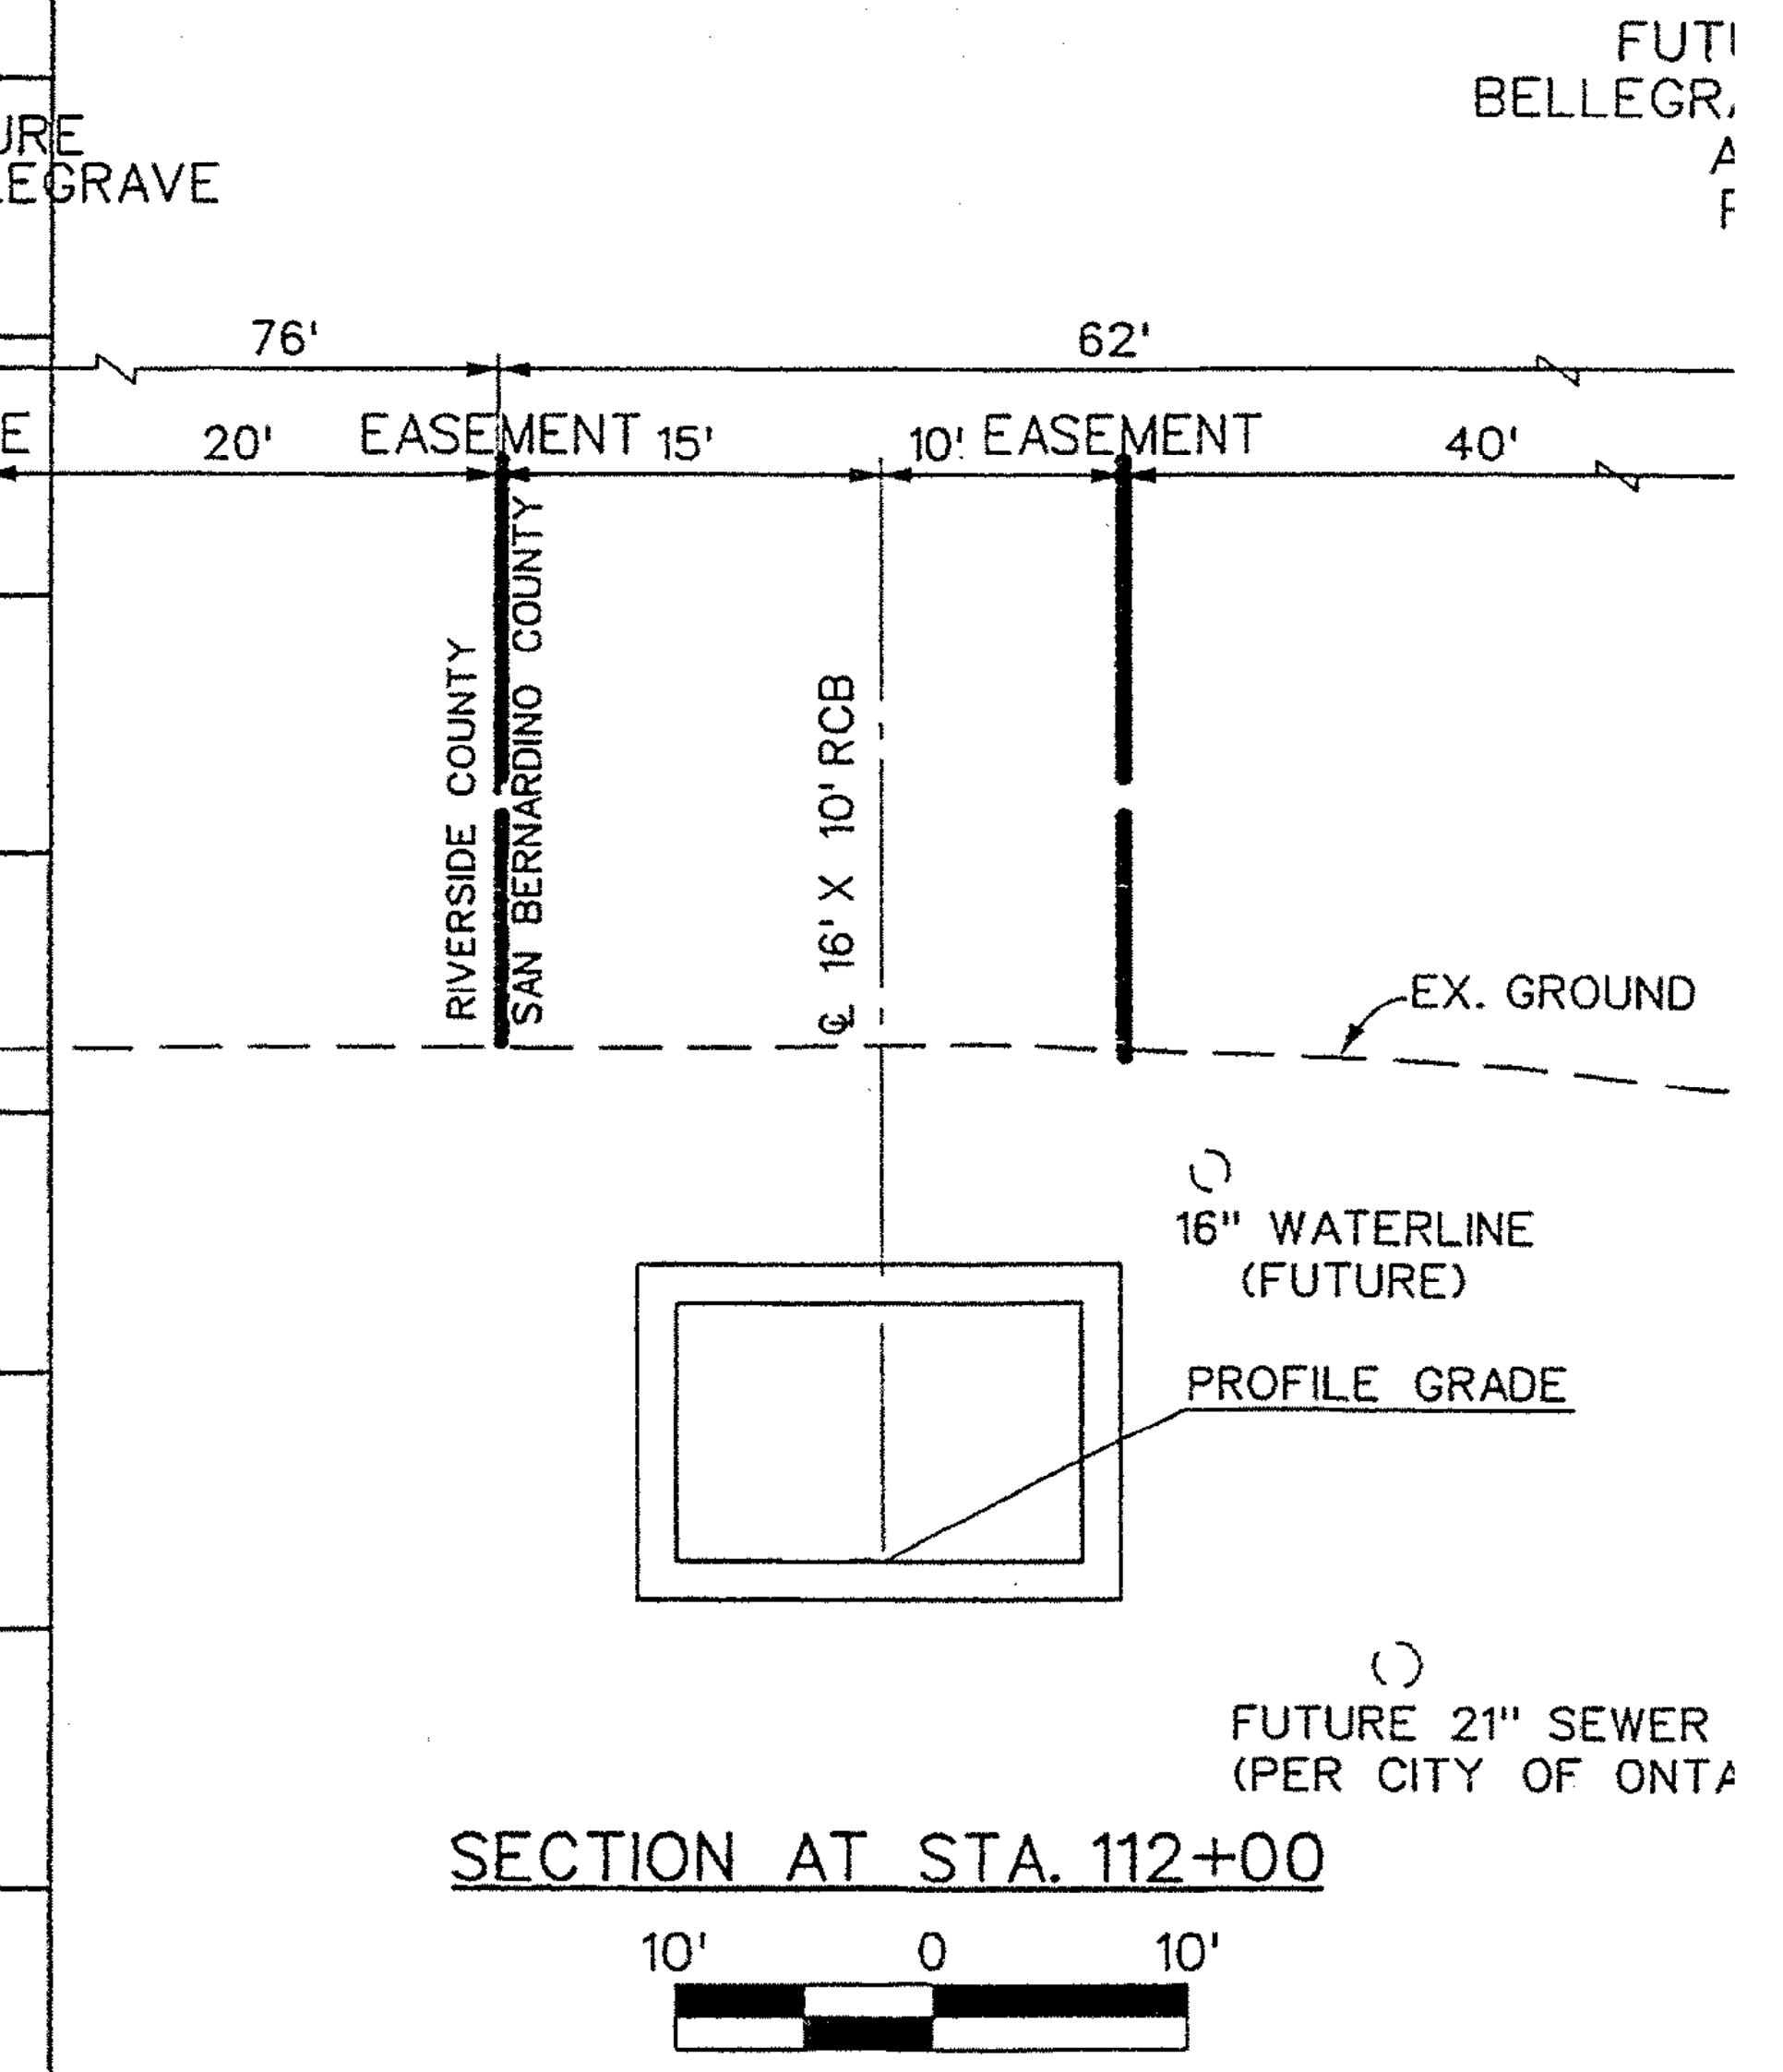 FUT
BELLEGRA
A
URE
EGRAVE
76'
62'
E
20'
EASEMENT
15'
10'
EASEMENT
40'
RIVERSIDE COUNTY
SAN BERNARDINO COUNTY
℄ 16' X 10' RCB
EX. GROUND
16" WATERLINE
(FUTURE)
PROFILE GRADE
FUTURE 21" SEWER
(PER CITY OF ONTA
SECTION AT STA. 112+00
10' 0 10'